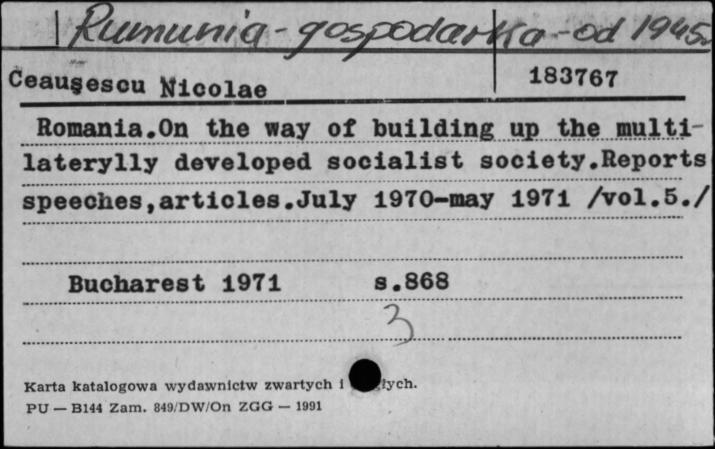 Rumunia - gospodarka - od 1945
Ceauşescu Nicolae
183767
Romania.On the way of building up the multi-
laterylly developed socialist society.Reports
speeches,articles.July 1970-may 1971 /vol.5./
Bucharest 1971 s.868
3
Karta katalogowa wydawnictw zwartych i
PU — B144 Zam. 849/DW/On ZGG — 1991